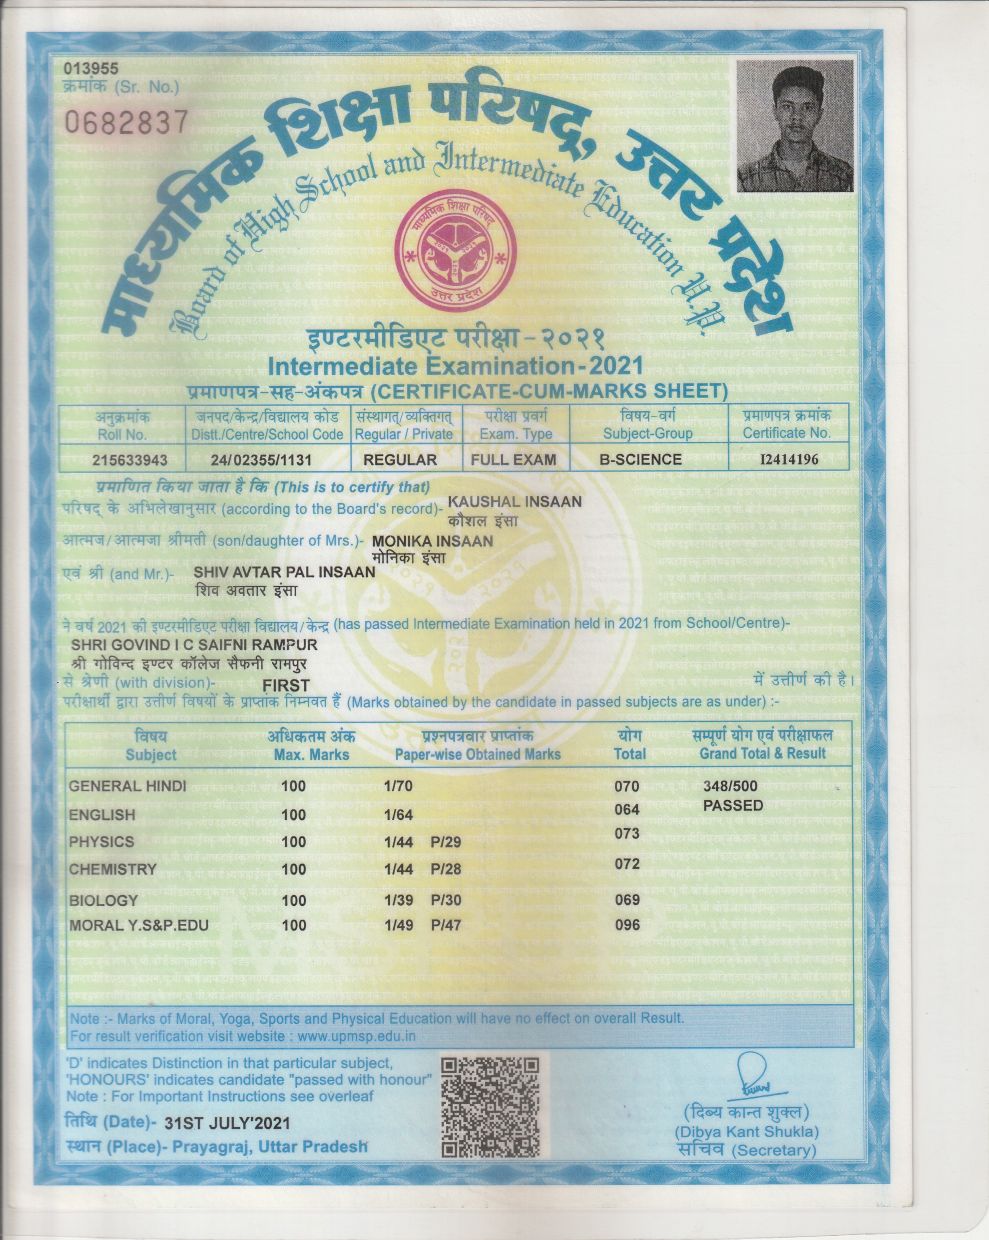 013955
क्रमांक (Sr. No.)
0682837
माध्यमिक शिक्षा परिषद्, उत्तर प्रदेश
Board of High School and Intermediate Education U.P.
माध्यमिक शिक्षा परिषद्
उत्तर प्रदेश
इण्टरमीडिएट परीक्षा-२०२१
Intermediate Examination-2021
प्रमाणपत्र-सह-अंकपत्र (CERTIFICATE-CUM-MARKS SHEET)
अनुक्रमांक जनपद/केन्द्र/विद्यालय कोड संस्थागत्/व्यक्तिगत् परीक्षा प्रवर्ग विषय-वर्ग प्रमाणपत्र क्रमांक
Roll No. Distt./Centre/School Code Regular / Private Exam. Type Subject-Group Certificate No.
215633943 24/02355/1131 REGULAR FULL EXAM B-SCIENCE I2414196
प्रमाणित किया जाता है कि (This is to certify that)
परिषद् के अभिलेखानुसार (according to the Board's record)- KAUSHAL INSAAN
कौशल इंसा
आत्मज/आत्मजा श्रीमती (son/daughter of Mrs.)- MONIKA INSAAN
मोनिका इंसा
एवं श्री (and Mr.)- SHIV AVTAR PAL INSAAN
शिव अवतार इंसा
ने वर्ष 2021 की इण्टरमीडिएट परीक्षा विद्यालय/केन्द्र (has passed Intermediate Examination held in 2021 from School/Centre)-
SHRI GOVIND I C SAIFNI RAMPUR
श्री गोविन्द इण्टर कॉलेज सैफनी रामपुर
से श्रेणी (with division)- FIRST में उत्तीर्ण की है।
परीक्षार्थी द्वारा उत्तीर्ण विषयों के प्राप्तांक निम्नवत हैं (Marks obtained by the candidate in passed subjects are as under) :-
विषय अधिकतम अंक प्रश्नपत्रवार प्राप्तांक योग सम्पूर्ण योग एवं परीक्षाफल
Subject Max. Marks Paper-wise Obtained Marks Total Grand Total & Result
GENERAL HINDI 100 1/70 070 348/500
PASSED
ENGLISH 100 1/64 064
PHYSICS 100 1/44 P/29 073
CHEMISTRY 100 1/44 P/28 072
BIOLOGY 100 1/39 P/30 069
MORAL Y.S&P.EDU 100 1/49 P/47 096
Note :- Marks of Moral, Yoga, Sports and Physical Education will have no effect on overall Result.
For result verification visit website : www.upmsp.edu.in
'D' indicates Distinction in that particular subject,
'HONOURS' indicates candidate "passed with honour"
Note : For Important Instructions see overleaf
तिथि (Date)- 31ST JULY'2021
स्थान (Place)- Prayagraj, Uttar Pradesh
(दिब्य कान्त शुक्ल)
(Dibya Kant Shukla)
सचिव (Secretary)